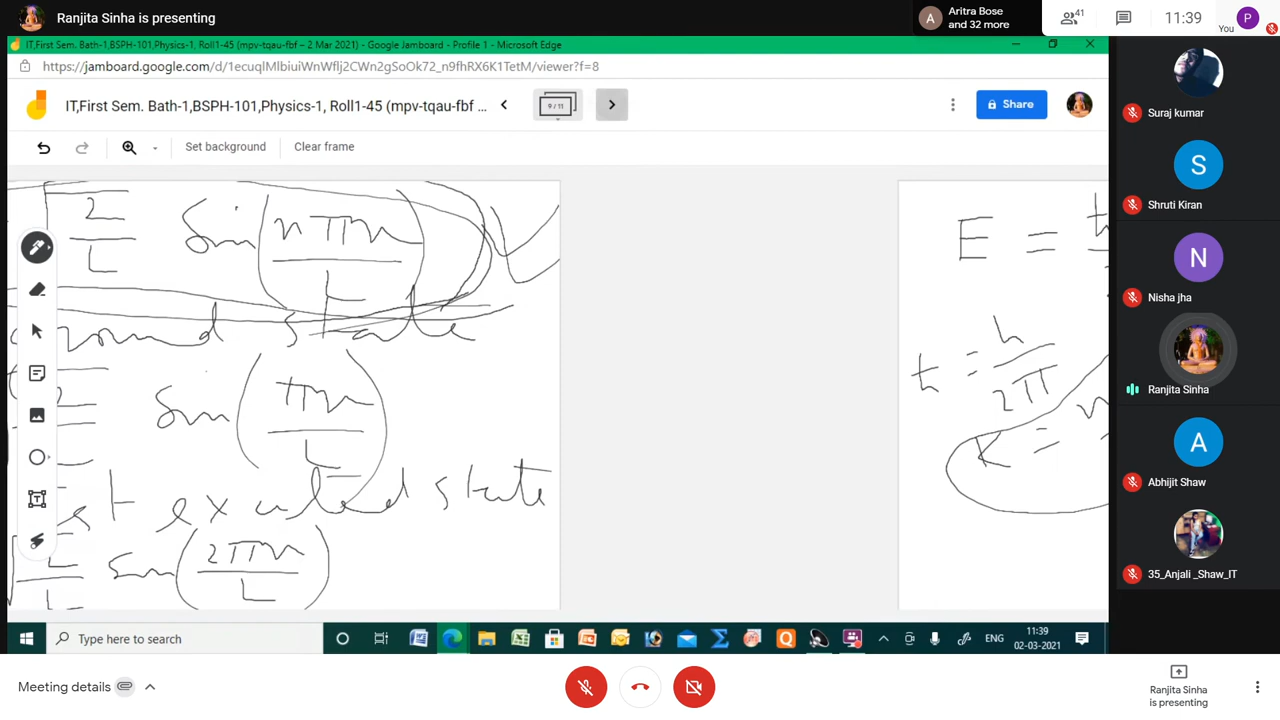 Ranjita Sinha is presenting
A Aritra Bose
and 32 more
41
11:39
You
P
IT,First Sem. Bath-1,BSPH-101,Physics-1, Roll1-45 (mpv-tqau-fbf – 2 Mar 2021) - Google Jamboard - Profile 1 - Microsoft Edge
https://jamboard.google.com/d/1ecuqIMlbiuiWnWflj2CWn2gSoOk72_n9fhRX6K1TetM/viewer?f=8
IT,First Sem. Bath-1,BSPH-101,Physics-1, Roll1-45 (mpv-tqau-fbf ...
9 / 11
Share
Set background
Clear frame
2/L sin (nπx/L)
ground state
sin (πx/L)
1st excited state
sin (2πx/L)
E =
ħ = h/2π
K =
Suraj kumar
S
Shruti Kiran
N
Nisha jha
Ranjita Sinha
A
Abhijit Shaw
35_Anjali _Shaw_IT
Type here to search
ENG
11:39
02-03-2021
Meeting details
Ranjita Sinha
is presenting